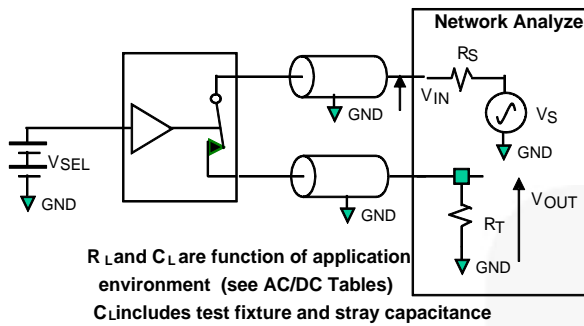 Network Analyze
RS
GND
VIN
VS
GND
VSEL
GND
GND
VOUT
RT
GND
R L and C L are function of application
environment (see AC/DC Tables)
CL includes test fixture and stray capacitance